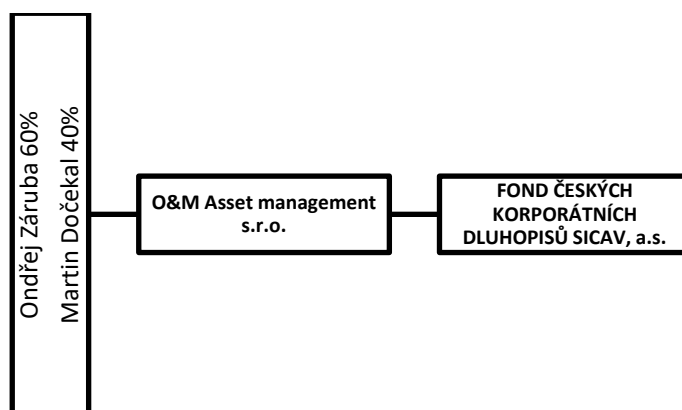 Ondřej Záruba 60%
Martin Dočekal 40%
O&M Asset management
s.r.o.
FOND ČESKÝCH
KORPORÁTNÍCH
DLUHOPISŮ SICAV, a.s.